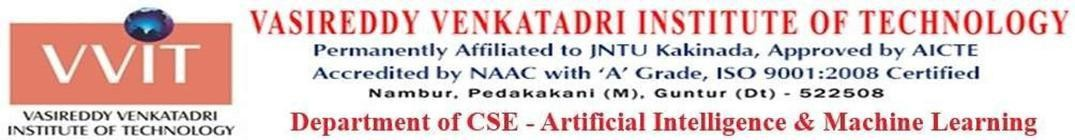 VVIT
VASIREDDY VENKATADRI
INSTITUTE OF TECHNOLOGY
VASIREDDY VENKATADRI INSTITUTE OF TECHNOLOGY
Permanently Affiliated to JNTU Kakinada, Approved by AICTE
Accredited by NAAC with ‘A’ Grade, ISO 9001:2008 Certified
Nambur, Pedakakani (M), Guntur (Dt) - 522508
Department of CSE - Artificial Intelligence & Machine Learning